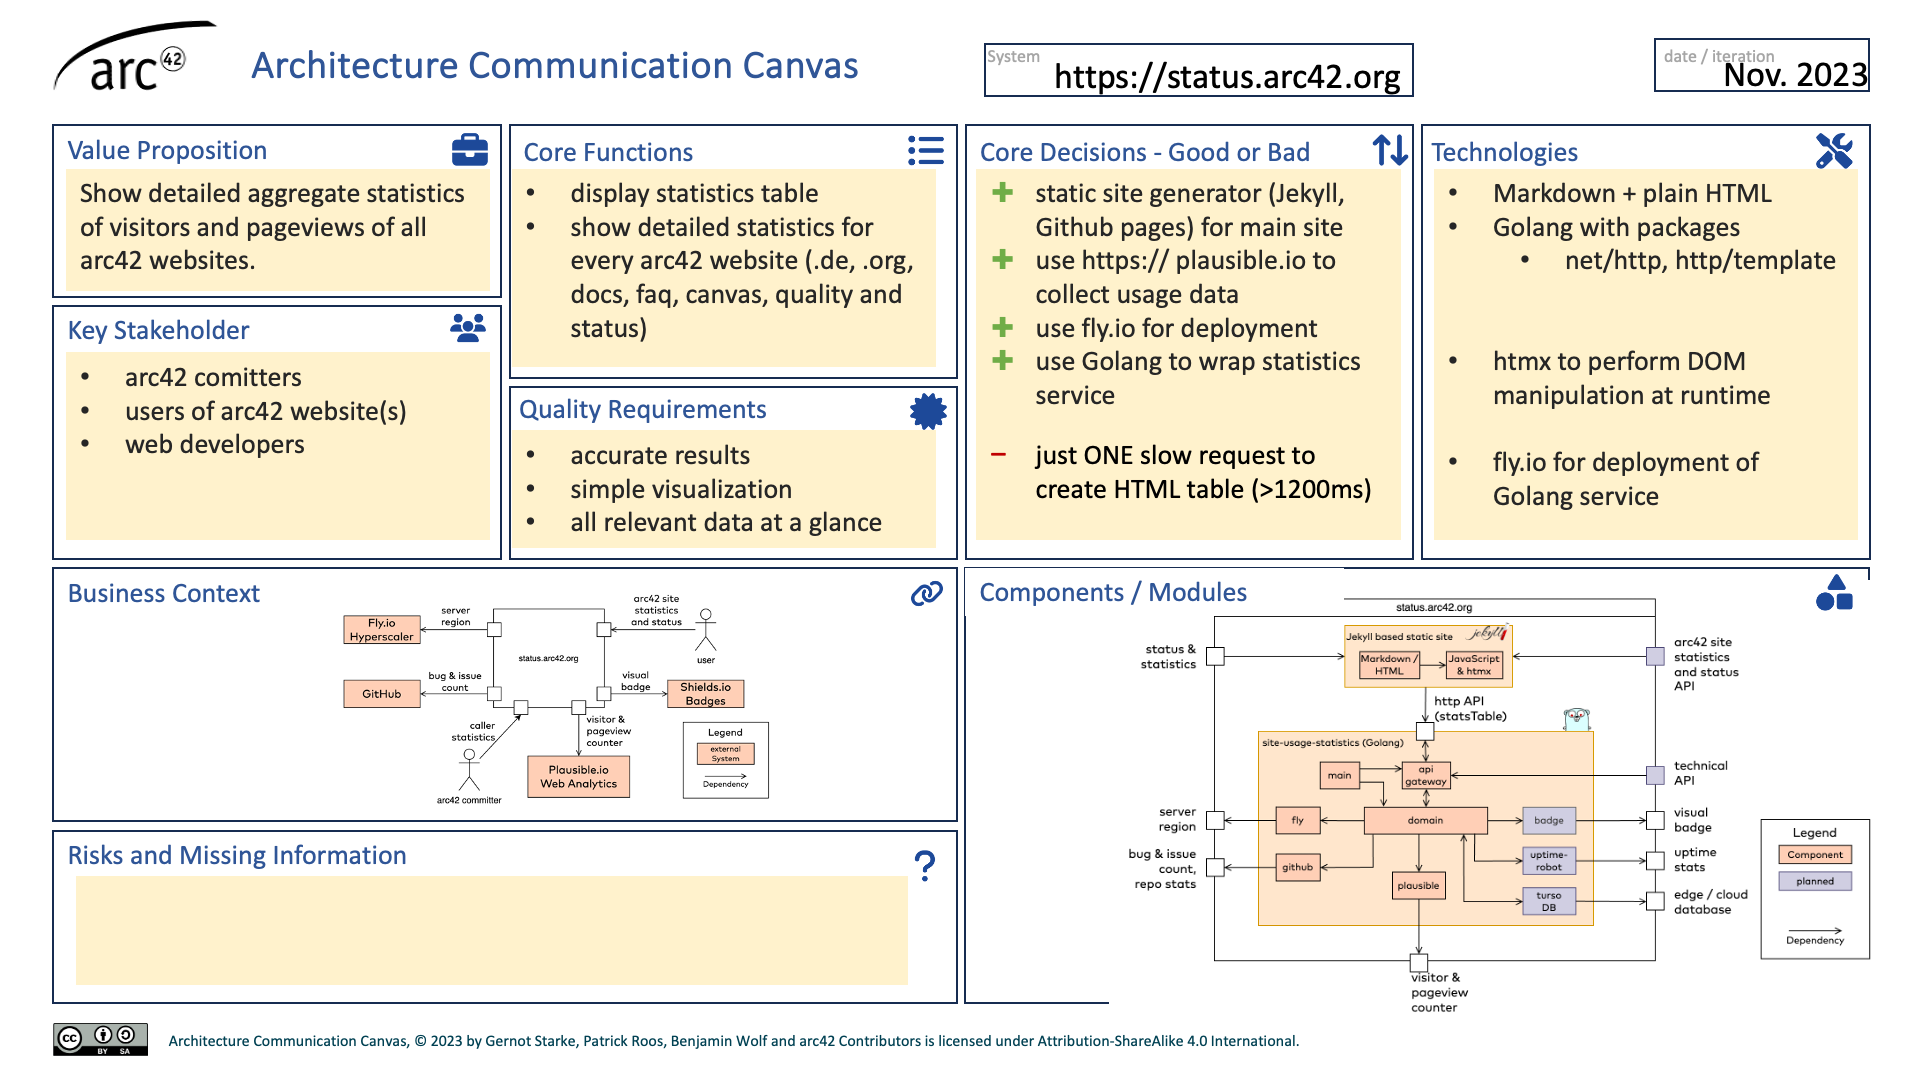 arc 42
Architecture Communication Canvas
System
https://status.arc42.org
date / iteration
Nov. 2023
Value Proposition
Show detailed aggregate statistics
of visitors and pageviews of all
arc42 websites.
Key Stakeholder
• arc42 comitters
• users of arc42 website(s)
• web developers
Core Functions
• display statistics table
• show detailed statistics for
every arc42 website (.de, .org,
docs, faq, canvas, quality and
status)
Quality Requirements
• accurate results
• simple visualization
• all relevant data at a glance
Core Decisions - Good or Bad
+ static site generator (Jekyll,
Github pages) for main site
+ use https:// plausible.io to
collect usage data
+ use fly.io for deployment
+ use Golang to wrap statistics
service
– just ONE slow request to
create HTML table (>1200ms)
Technologies
• Markdown + plain HTML
• Golang with packages
• net/http, http/template
• htmx to perform DOM
manipulation at runtime
• fly.io for deployment of
Golang service
Business Context
Fly.io
Hyperscaler
server
region
arc42 site
statistics
and status
user
status.arc42.org
GitHub
bug & issue
count
visual
badge
Shields.io
Badges
caller
statistics
visitor &
pageview
counter
arc42 committer
Plausible.io
Web Analytics
Legend
external
System
Dependency
Risks and Missing Information
?
Components / Modules
status.arc42.org
status &
statistics
Jekyll based static site
jekyll
Markdown /
HTML
JavaScript
& htmx
arc42 site
statistics
and status
API
http API
(statsTable)
site-usage-statistics (Golang)
main
api
gateway
technical
API
server
region
fly
domain
badge
visual
badge
bug & issue
count,
repo stats
github
plausible
uptime-
robot
uptime
stats
turso
DB
edge / cloud
database
visitor &
pageview
counter
Legend
Component
planned
Dependency
cc BY SA
Architecture Communication Canvas, © 2023 by Gernot Starke, Patrick Roos, Benjamin Wolf and arc42 Contributors is licensed under Attribution-ShareAlike 4.0 International.